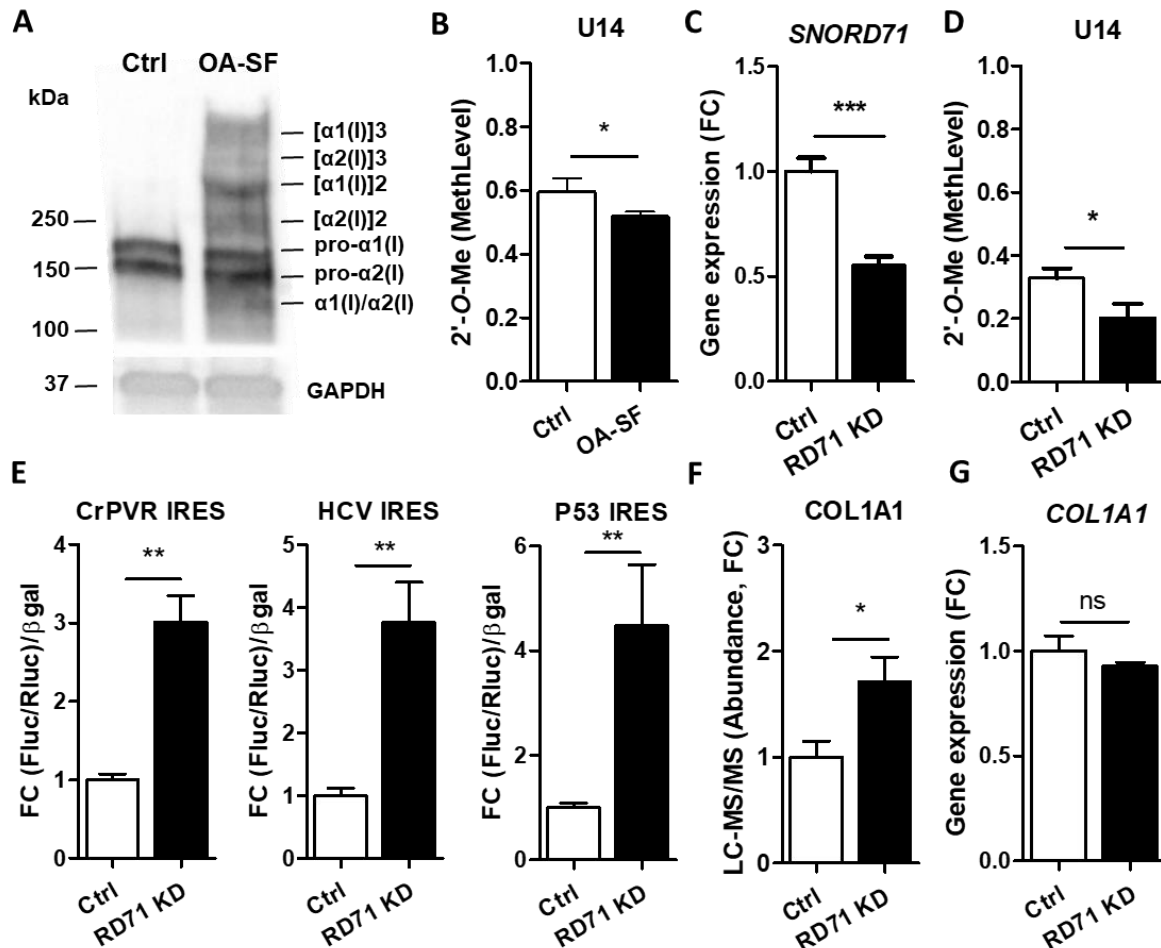 A
Ctrl OA-SF
kDa
250
150
100
37
[α1(I)]3
[α2(I)]3
[α1(I)]2
[α2(I)]2
pro-α1(I)
pro-α2(I)
α1(I)/α2(I)
GAPDH
B
U14
2'-O-Me (MethLevel)
1.0
0.8
0.6
0.4
0.2
0.0
*
Ctrl
OA-SF
C
SNORD71
Gene expression (FC)
1.5
1.0
0.5
0.0
***
Ctrl
RD71 KD
D
U14
2'-O-Me (MethLevel)
1.0
0.8
0.6
0.4
0.2
0.0
*
Ctrl
RD71 KD
E
CrPVR IRES
FC (Fluc/Rluc)/βgal
4
3
2
1
0
**
Ctrl
RD71 KD
HCV IRES
FC (Fluc/Rluc)/βgal
5
4
3
2
1
0
**
Ctrl
RD71 KD
P53 IRES
FC (Fluc/Rluc)/βgal
6
4
2
0
**
Ctrl
RD71 KD
F
COL1A1
LC-MS/MS (Abundance, FC)
3
2
1
0
*
Ctrl
RD71 KD
G
COL1A1
Gene expression (FC)
1.5
1.0
0.5
0.0
ns
Ctrl
RD71 KD